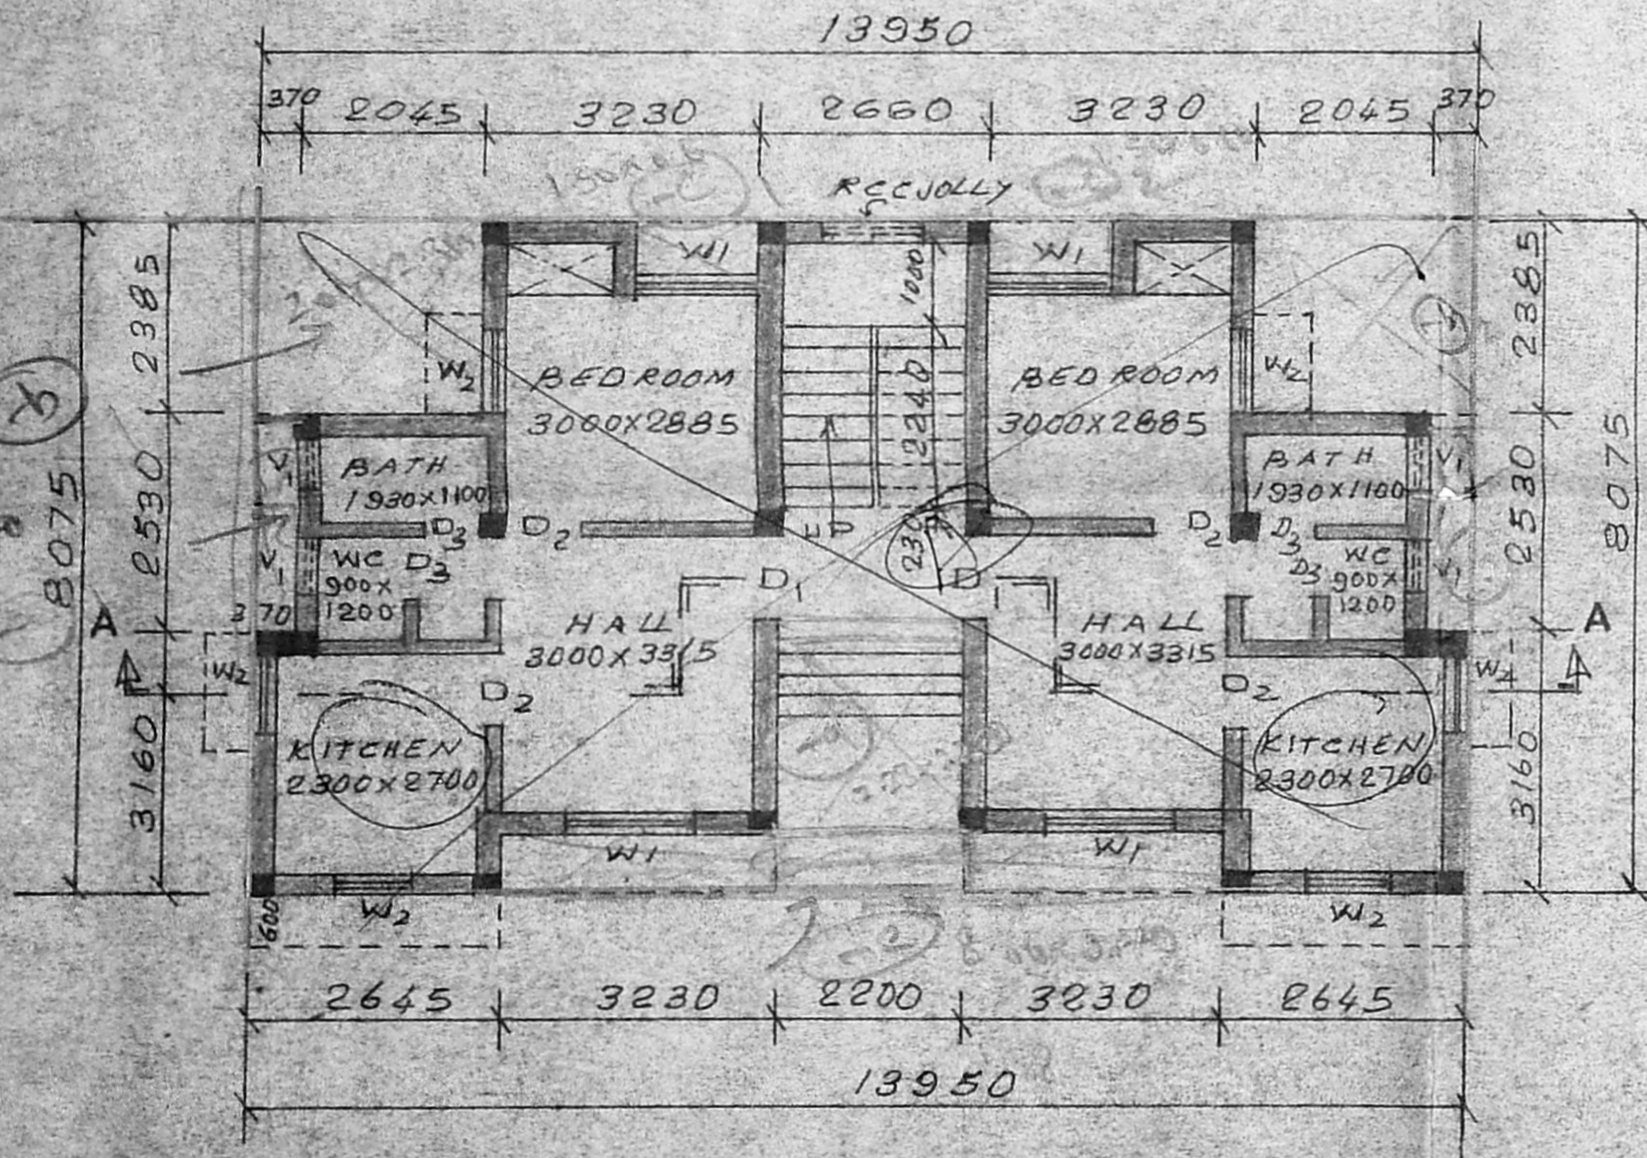 13950
370 2045 3230 2660 3230 2045 370
RCCJOLLY
W1 W1
1000
2385 2385
W2 BEDROOM BEDROOM W2
3000X2885 3000X2885
2240
8075 2530 2530 8075
V1 BATH BATH V1
1930X1100 1930X1100
D3 D2 UP D2 D3
230
V1 WC D3 D3 WC V1
900X 900X
1200 1200
D1 D
370
A HALL HALL A
3000X3315 3000X3315
W2 D2 D2 W2
3160 3160
KITCHEN KITCHEN
2300X2700 2300X2700
W1 W1
W2 W2
600
2645 3230 2200 3230 2645
13950